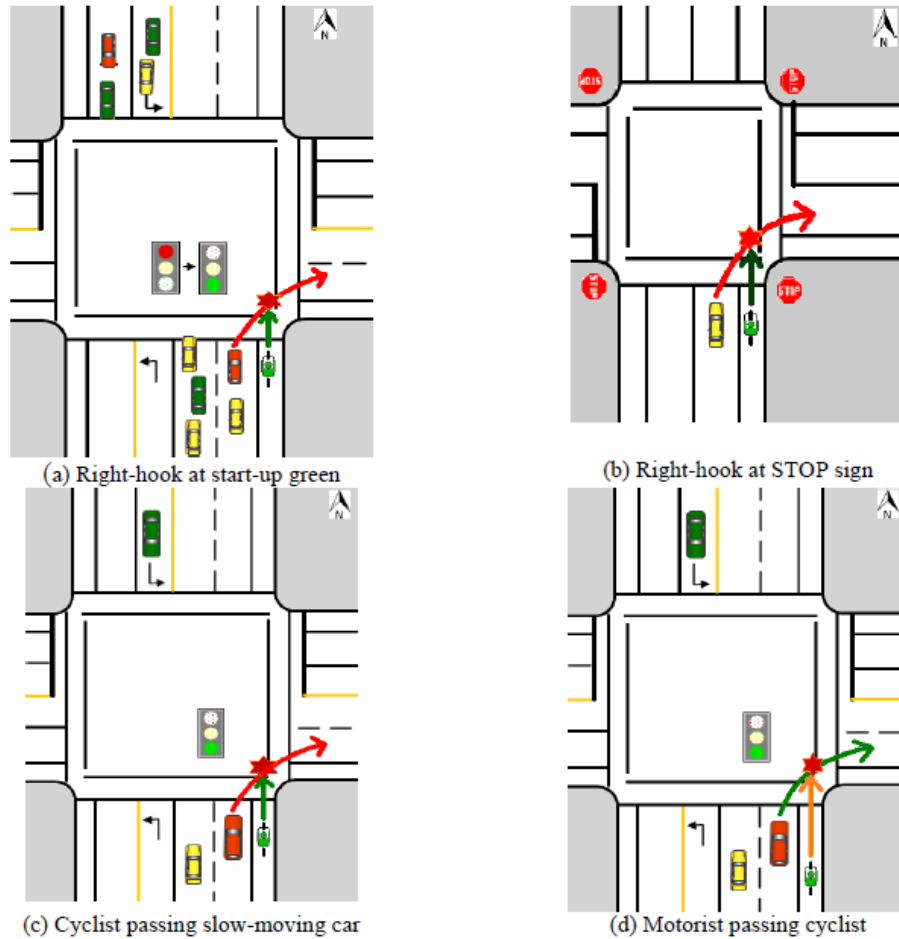 N
N
STOP
STOP
STOP
STOP
(a) Right-hook at start-up green
(b) Right-hook at STOP sign
N
N
(c) Cyclist passing slow-moving car
(d) Motorist passing cyclist